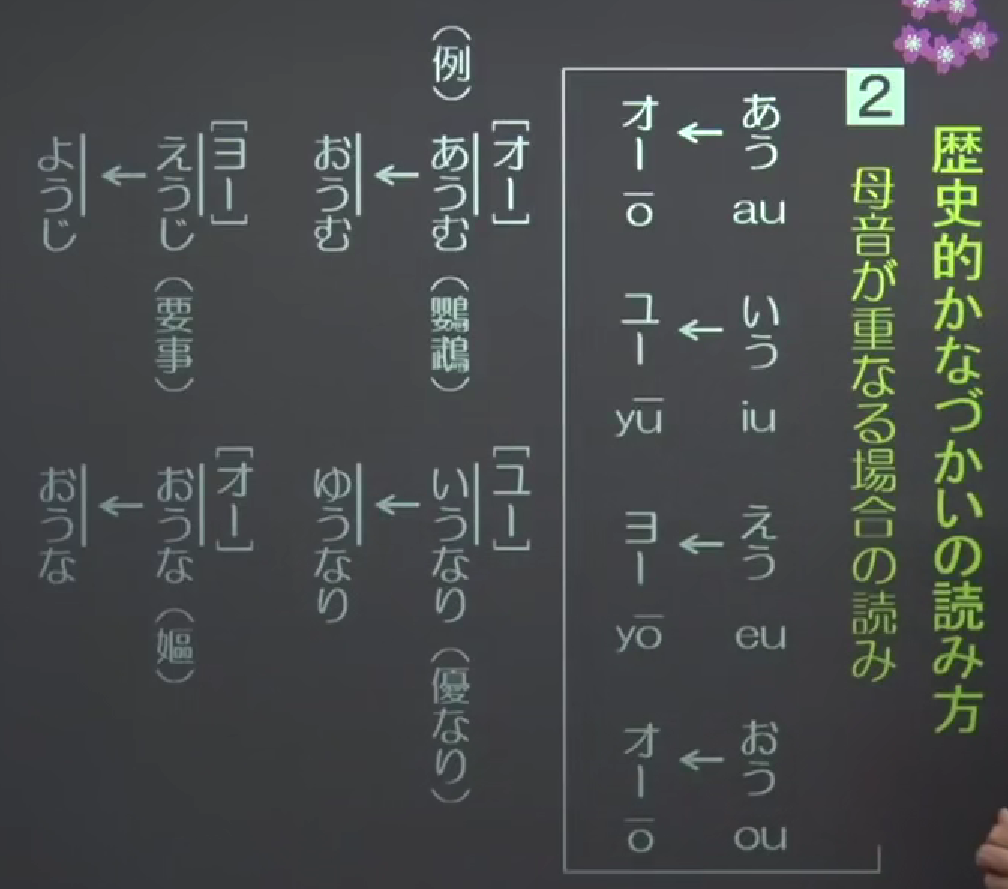 歴史的かなづかいの読み方
2 母音が重なる場合の読み
あう au いう iu えう eu おう ou
← ← ← ←
オー ō ユー yū ヨー yō オー ō
(例)
[オー] [ユー]
あうむ(鸚鵡) いうなり(優なり)
← ←
おうむ ゆうなり
[ヨー] [オー]
えうじ(要事) おうな(嫗)
← ←
ようじ おうな